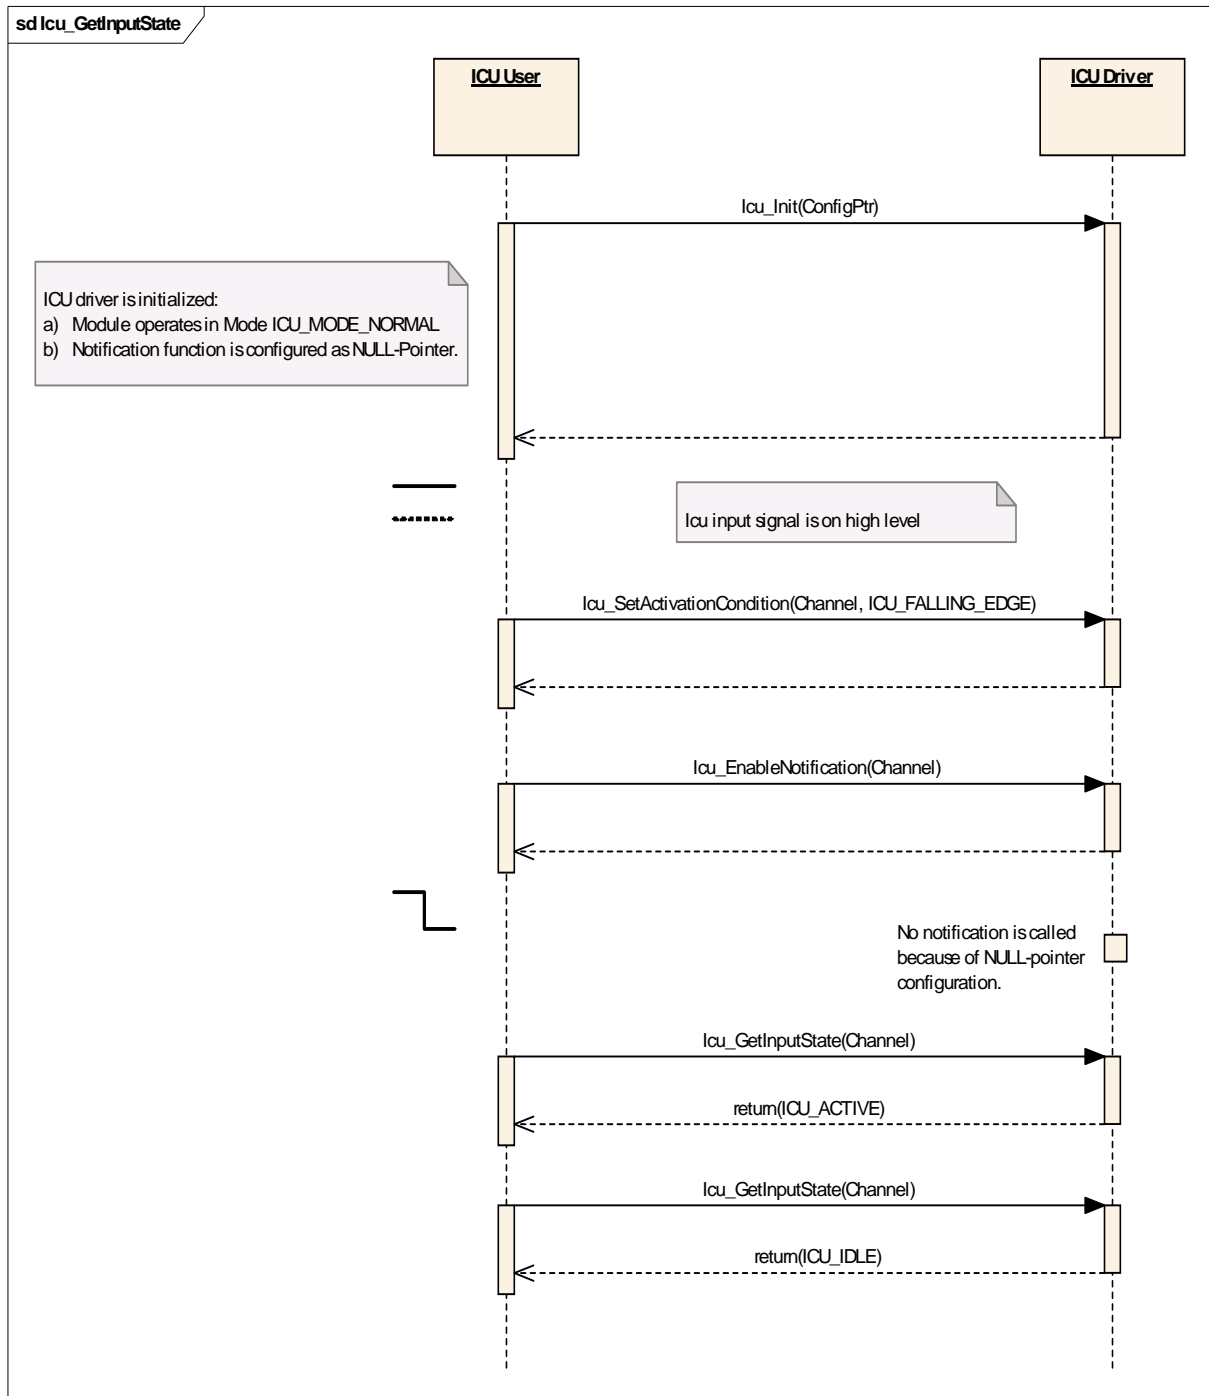 sd Icu_GetInputState
ICU User
ICU Driver
Icu_Init(ConfigPtr)
ICU driver is initialized:
a) Module operates in Mode ICU_MODE_NORMAL
b) Notification function is configured as NULL-Pointer.
Icu input signal is on high level
Icu_SetActivationCondition(Channel, ICU_FALLING_EDGE)
Icu_EnableNotification(Channel)
No notification is called
because of NULL-pointer
configuration.
Icu_GetInputState(Channel)
return(ICU_ACTIVE)
Icu_GetInputState(Channel)
return(ICU_IDLE)